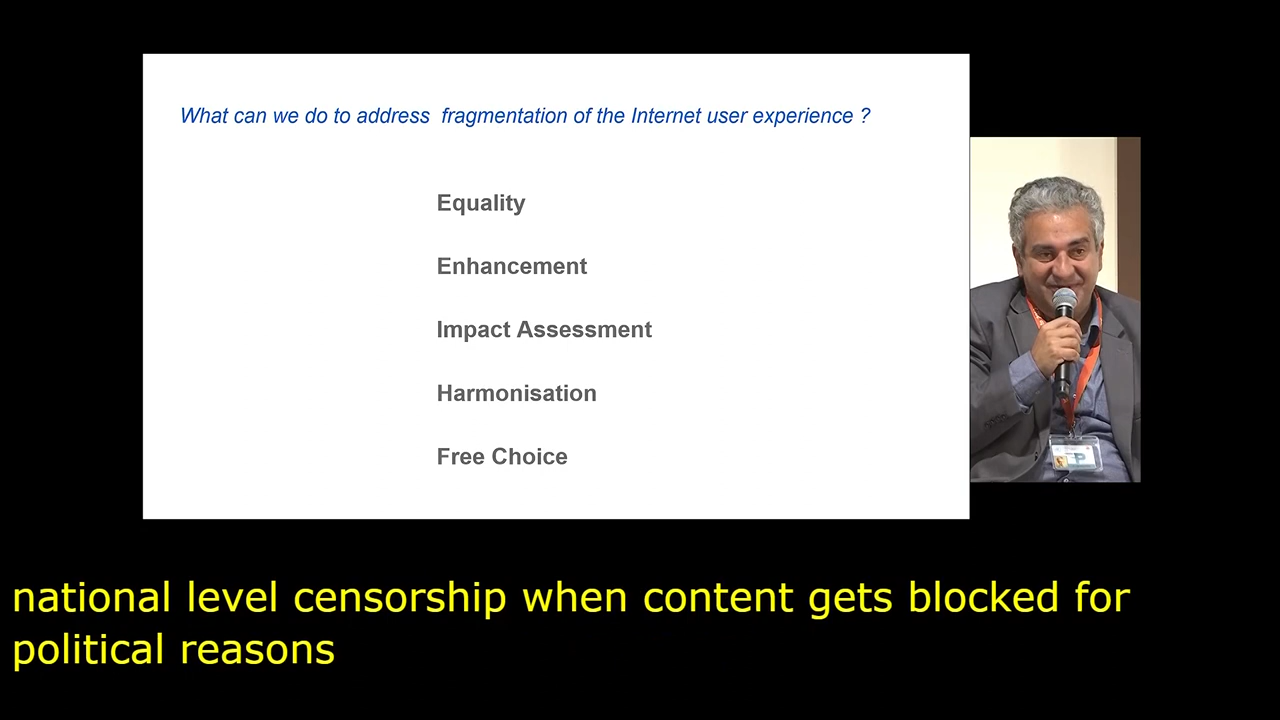 What can we do to address  fragmentation of the Internet user experience ?
Equality
Enhancement
Impact Assessment
Harmonisation
Free Choice
P
national level censorship when content gets blocked for
political reasons